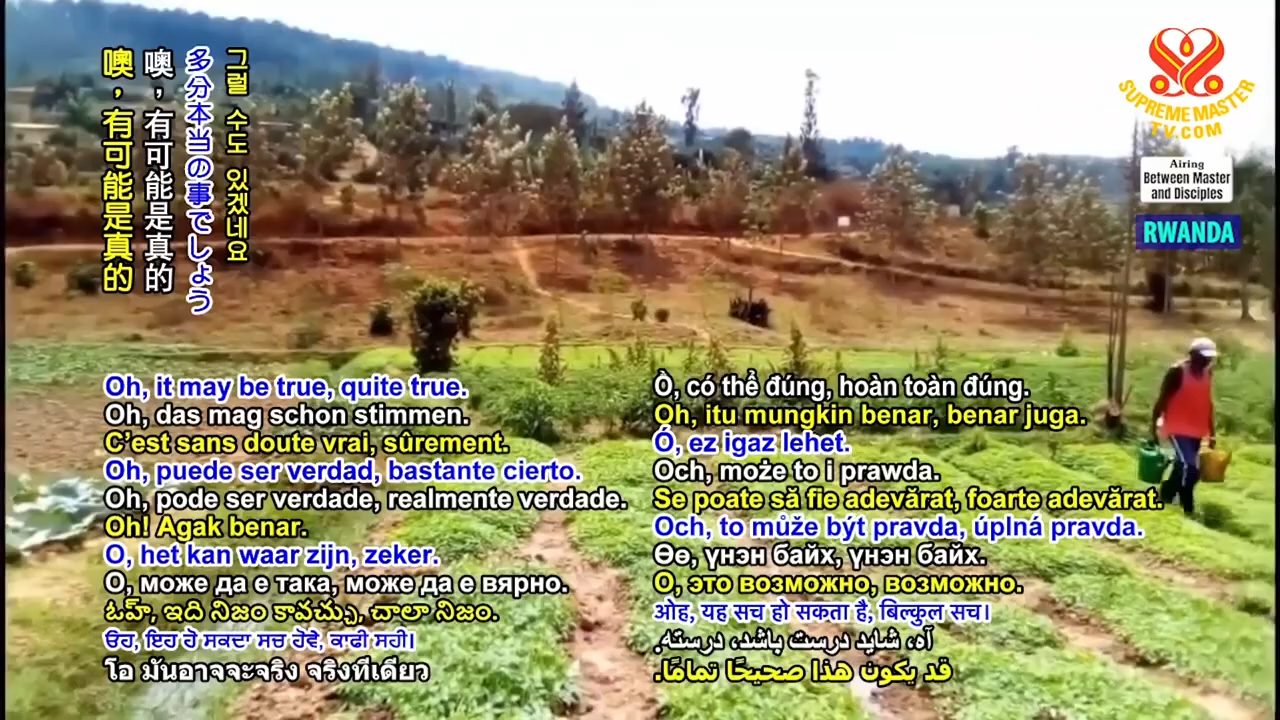 噢，有可能是真的
噢，有可能是真的
多分本当の事でしょう
그럴 수도 있겠네요
SUPREME MASTER
TV.COM
Airing
Between Master
and Disciples
RWANDA
Oh, it may be true, quite true.
Oh, das mag schon stimmen.
C’est sans doute vrai, sûrement.
Oh, puede ser verdad, bastante cierto.
Oh, pode ser verdade, realmente verdade.
Oh! Agak benar.
O, het kan waar zijn, zeker.
О, може да е така, може да е вярно.
ఓహ్, ఇది నిజం కావచ్చు, చాలా నిజం.
ਓਹ, ਇਹ ਹੋ ਸਕਦਾ ਸਚ ਹੋਵੇ, ਕਾਫੀ ਸਹੀ।
โอ มันอาจจะจริง จริงทีเดียว
Ồ, có thể đúng, hoàn toàn đúng.
Oh, itu mungkin benar, benar juga.
Ó, ez igaz lehet.
Och, może to i prawda.
Se poate să fie adevărat, foarte adevărat.
Och, to může být pravda, úplná pravda.
Өө, үнэн байх, үнэн байх.
О, это возможно, возможно.
ओह, यह सच हो सकता है, बिल्कुल सच।
آه، شاید درست باشد، درسته.
قد يكون هذا صحيحًا تمامًا.